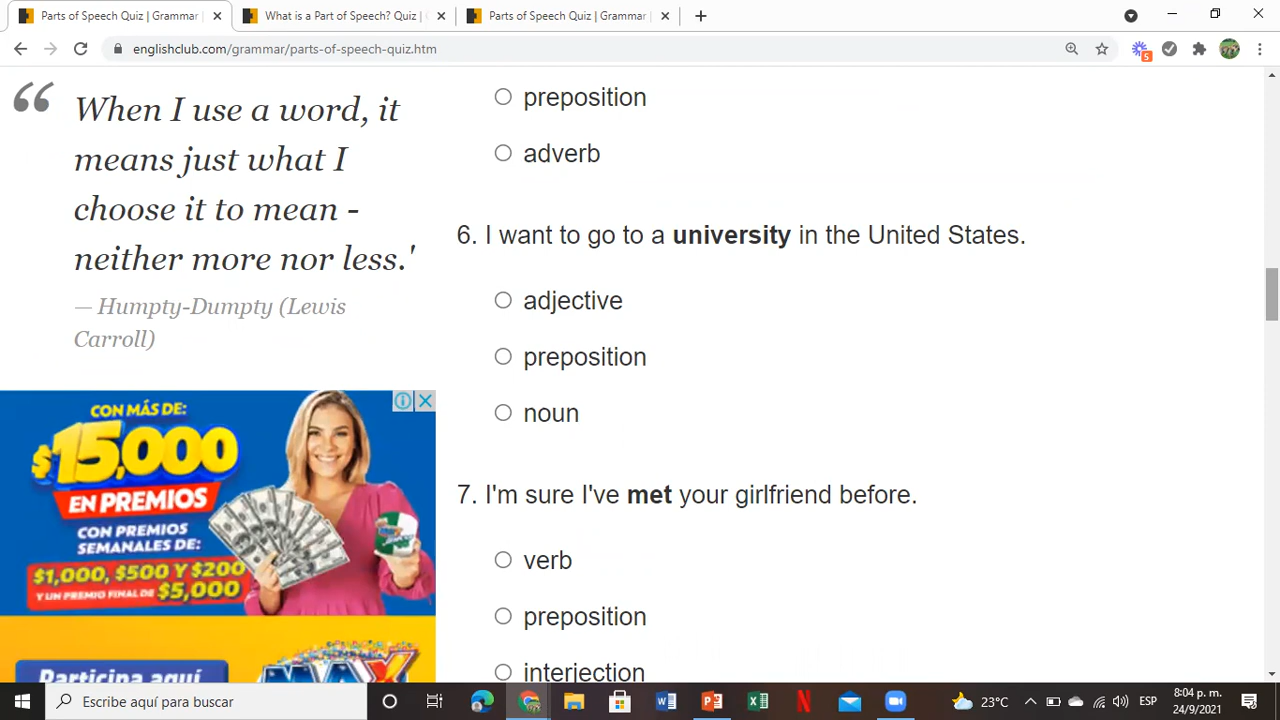 Parts of Speech Quiz | Grammar
What is a Part of Speech? Quiz |
Parts of Speech Quiz | Grammar
englishclub.com/grammar/parts-of-speech-quiz.htm
5
“ When I use a word, it
means just what I
choose it to mean -
neither more nor less.'
— Humpty-Dumpty (Lewis
Carroll)
CON MÁS DE:
$15,000
EN PREMIOS
CON PREMIOS
SEMANALES DE:
$1,000, $500 Y $200
Y UN PREMIO FINAL DE $5,000
Participa aquí
MAX
preposition
adverb
6. I want to go to a university in the United States.
adjective
preposition
noun
7. I'm sure I've met your girlfriend before.
verb
preposition
interjection
Escribe aquí para buscar
23°C
ESP
8:04 p. m.
24/9/2021